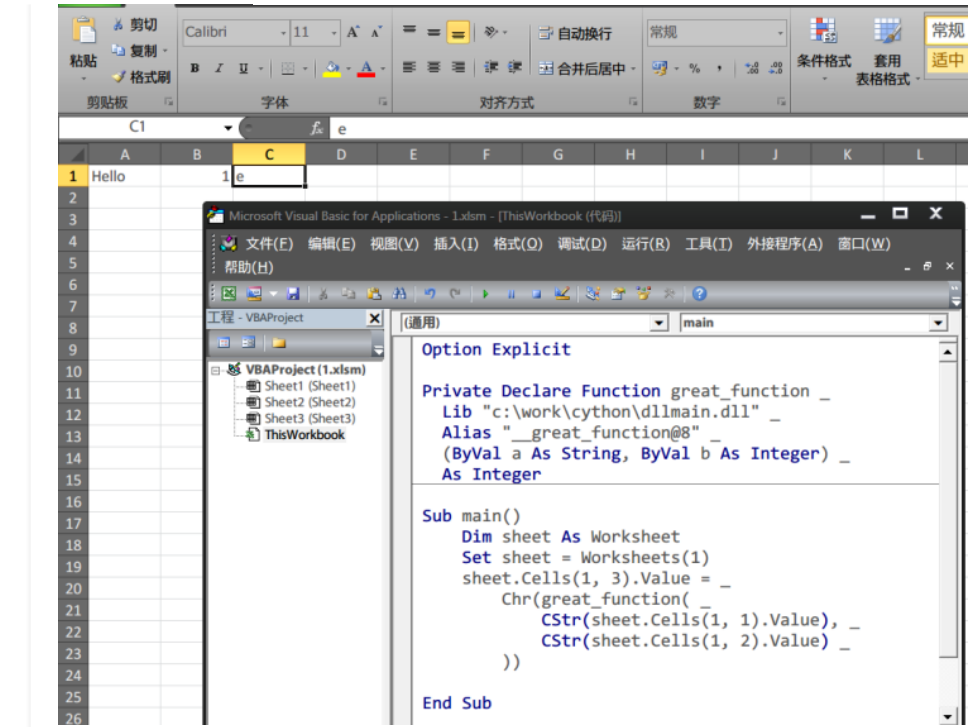 剪切
Calibri 11
常规
常规
复制
自动换行
粘贴
格式刷
B I U
合并后居中
%
条件格式
套用
表格格式
适中
剪贴板
字体
对齐方式
数字
C1
fx
e
A B C D E F G H I J K L
1 Hello 1 e
2
3
4
5
6
7
8
9
10
11
12
13
14
15
16
17
18
19
20
21
22
23
24
25
26
Microsoft Visual Basic for Applications - 1.xlsm - [ThisWorkbook (代码)]
文件(F) 编辑(E) 视图(V) 插入(I) 格式(O) 调试(D) 运行(R) 工具(T) 外接程序(A) 窗口(W)
帮助(H)
工程 - VBAProject
VBAProject (1.xlsm)
Sheet1 (Sheet1)
Sheet2 (Sheet2)
Sheet3 (Sheet3)
ThisWorkbook
(通用) main
Option Explicit
Private Declare Function great_function _
Lib "c:\work\cython\dllmain.dll" _
Alias "__great_function@8" _
(ByVal a As String, ByVal b As Integer) _
As Integer
Sub main()
Dim sheet As Worksheet
Set sheet = Worksheets(1)
sheet.Cells(1, 3).Value = _
Chr(great_function( _
CStr(sheet.Cells(1, 1).Value), _
CStr(sheet.Cells(1, 2).Value) _
))
End Sub